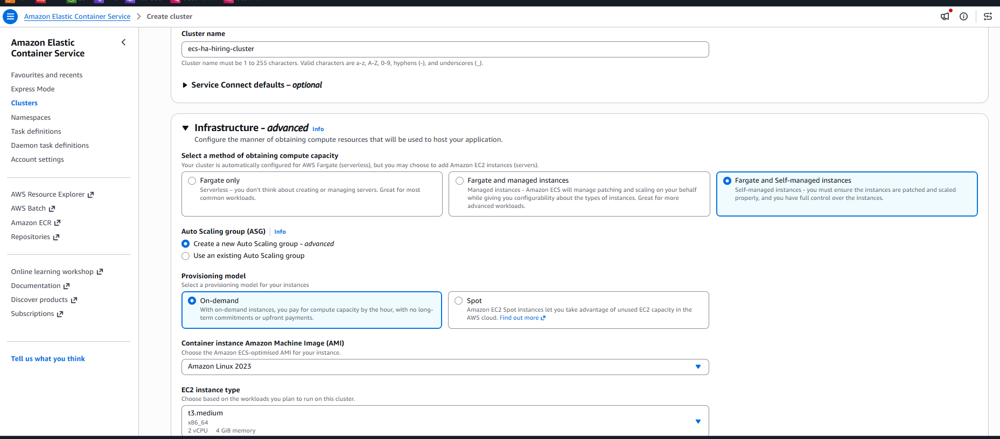 Amazon Elastic Container Service
Create cluster
Amazon Elastic
Container Service
Favourites and recents
Express Mode
Clusters
Namespaces
Task definitions
Daemon task definitions
Account settings
AWS Resource Explorer
AWS Batch
Amazon ECR
Repositories
Online learning workshop
Documentation
Discover products
Subscriptions
Tell us what you think
Cluster name
ecs-ha-hiring-cluster
Cluster name must be 1 to 255 characters. Valid characters are a-z, A-Z, 0-9, hyphens (-), and underscores (_).
Service Connect defaults – optional
Infrastructure - advanced Info
Configure the manner of obtaining compute resources that will be used to host your application.
Select a method of obtaining compute capacity
Your cluster is automatically configured for AWS Fargate (serverless), but you may choose to add Amazon EC2 instances (servers).
Fargate only
Serverless – you don't think about creating or managing servers. Great for most
common workloads.
Fargate and managed instances
Managed instances - Amazon ECS will manage patching and scaling on your behalf
while giving you configurability about the types of instances. Great for more
advanced workloads.
Fargate and Self-managed instances
Self-managed instances - you must ensure the instances are patched and scaled
properly, and you have full control over the instances.
Auto Scaling group (ASG) Info
Create a new Auto Scaling group - advanced
Use an existing Auto Scaling group
Provisioning model
Select a provisioning model for your instances
On-demand
With on-demand instances, you pay for compute capacity by the hour, with no long-
term commitments or upfront payments.
Spot
Amazon EC2 Spot instances let you take advantage of unused EC2 capacity in the
AWS cloud. Find out more
Container instance Amazon Machine Image (AMI)
Choose the Amazon ECS-optimised AMI for your instance.
Amazon Linux 2023
EC2 instance type
Choose based on the workloads you plan to run on this cluster.
t3.medium
x86_64
2 vCPU 4 GiB memory